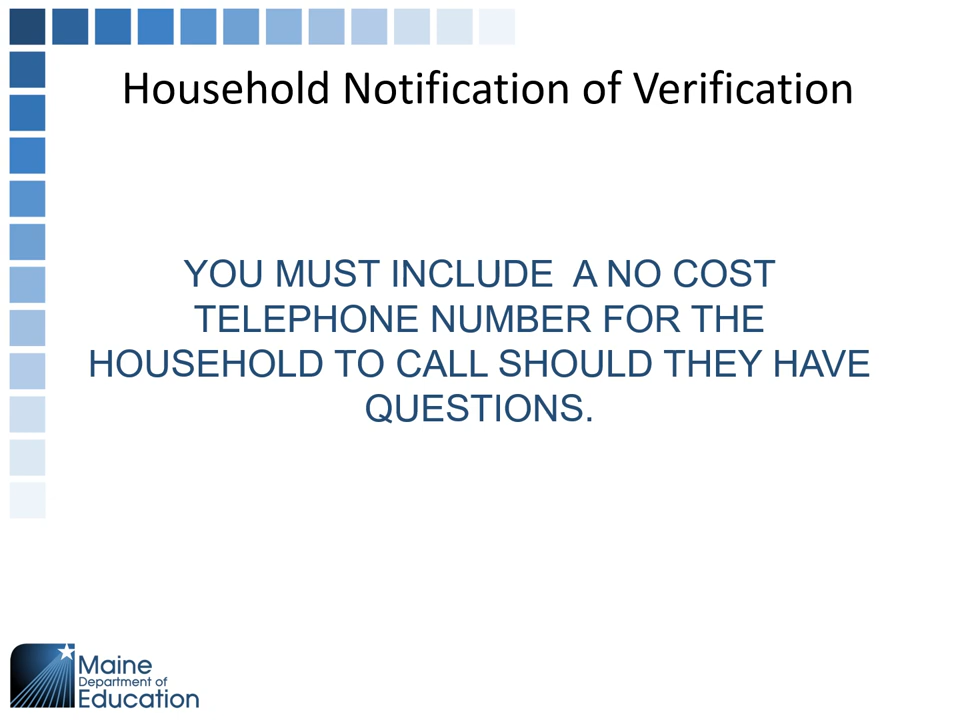 Household Notification of Verification
YOU MUST INCLUDE  A NO COST
TELEPHONE NUMBER FOR THE
HOUSEHOLD TO CALL SHOULD THEY HAVE
QUESTIONS.
Maine
Department of
Education